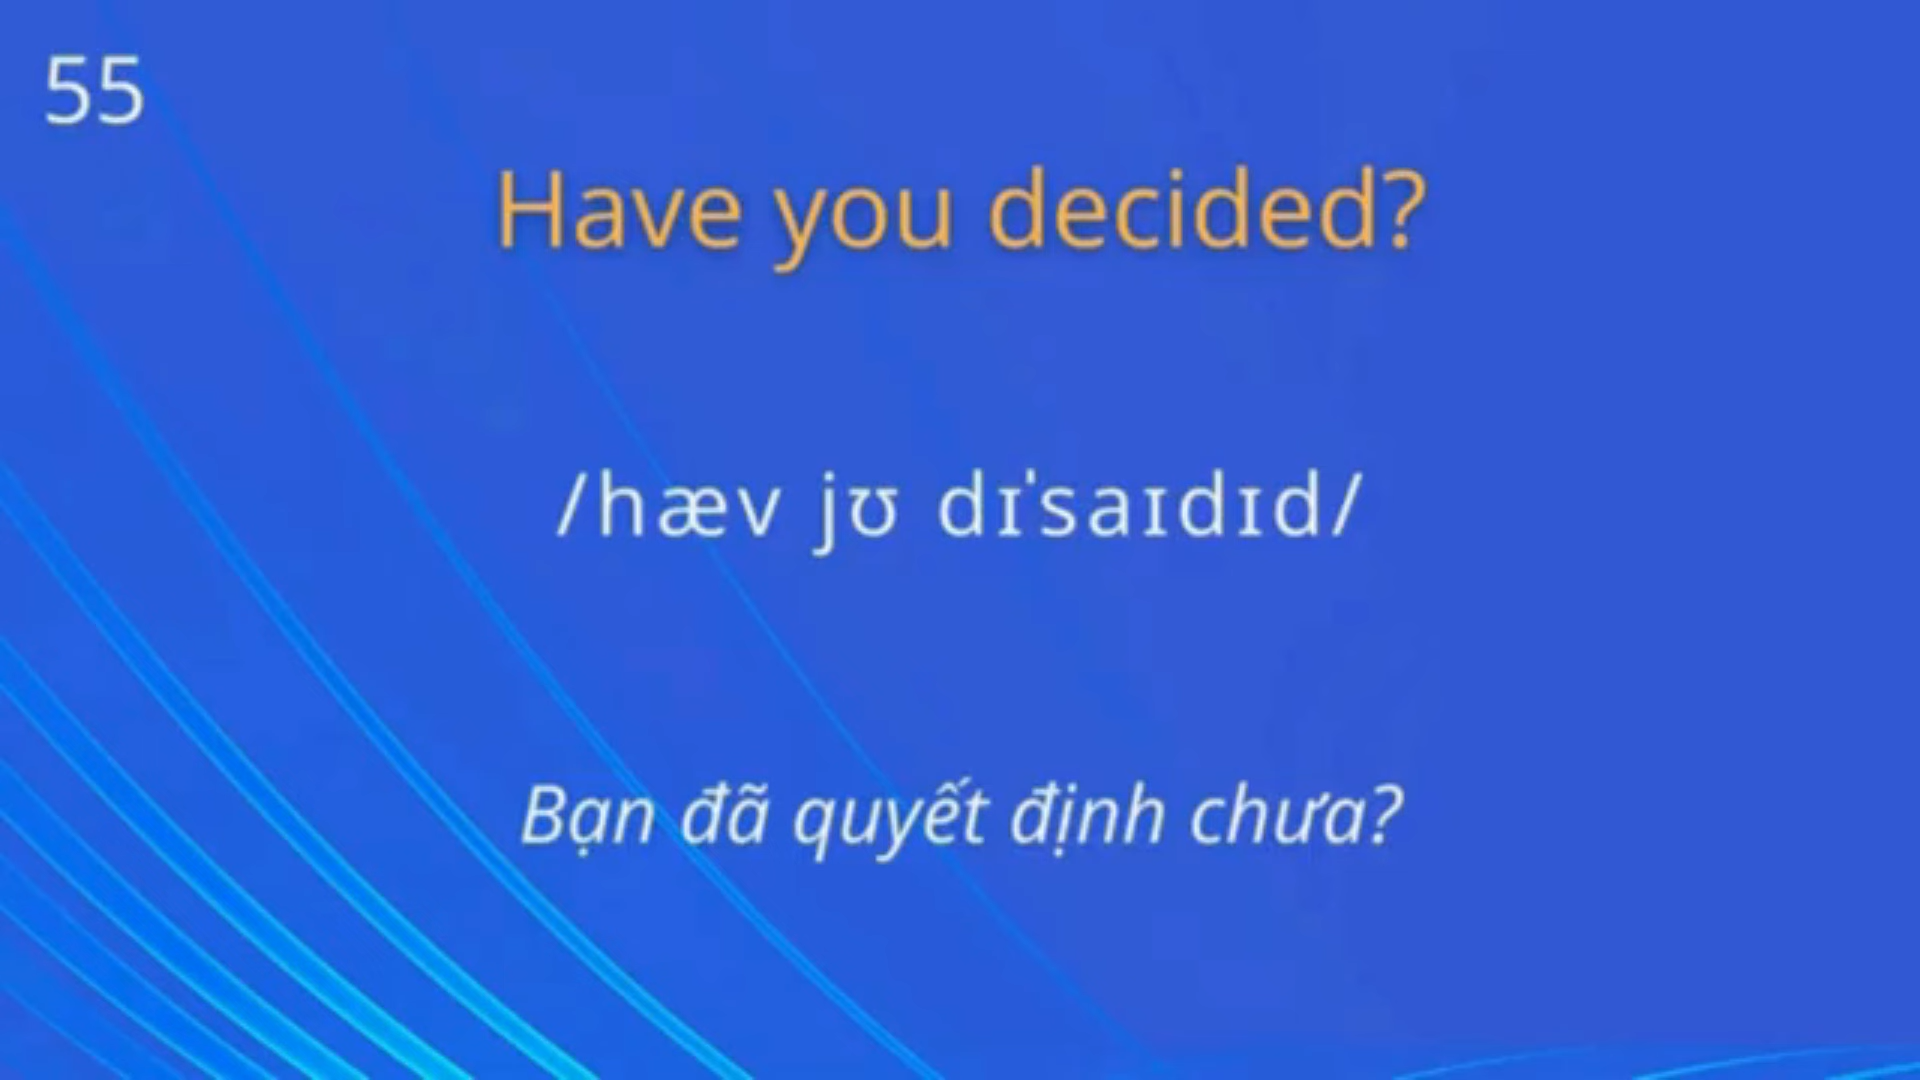 55
Have you decided?
/hæv jʊ dɪˈsaɪdɪd/
Bạn đã quyết định chưa?